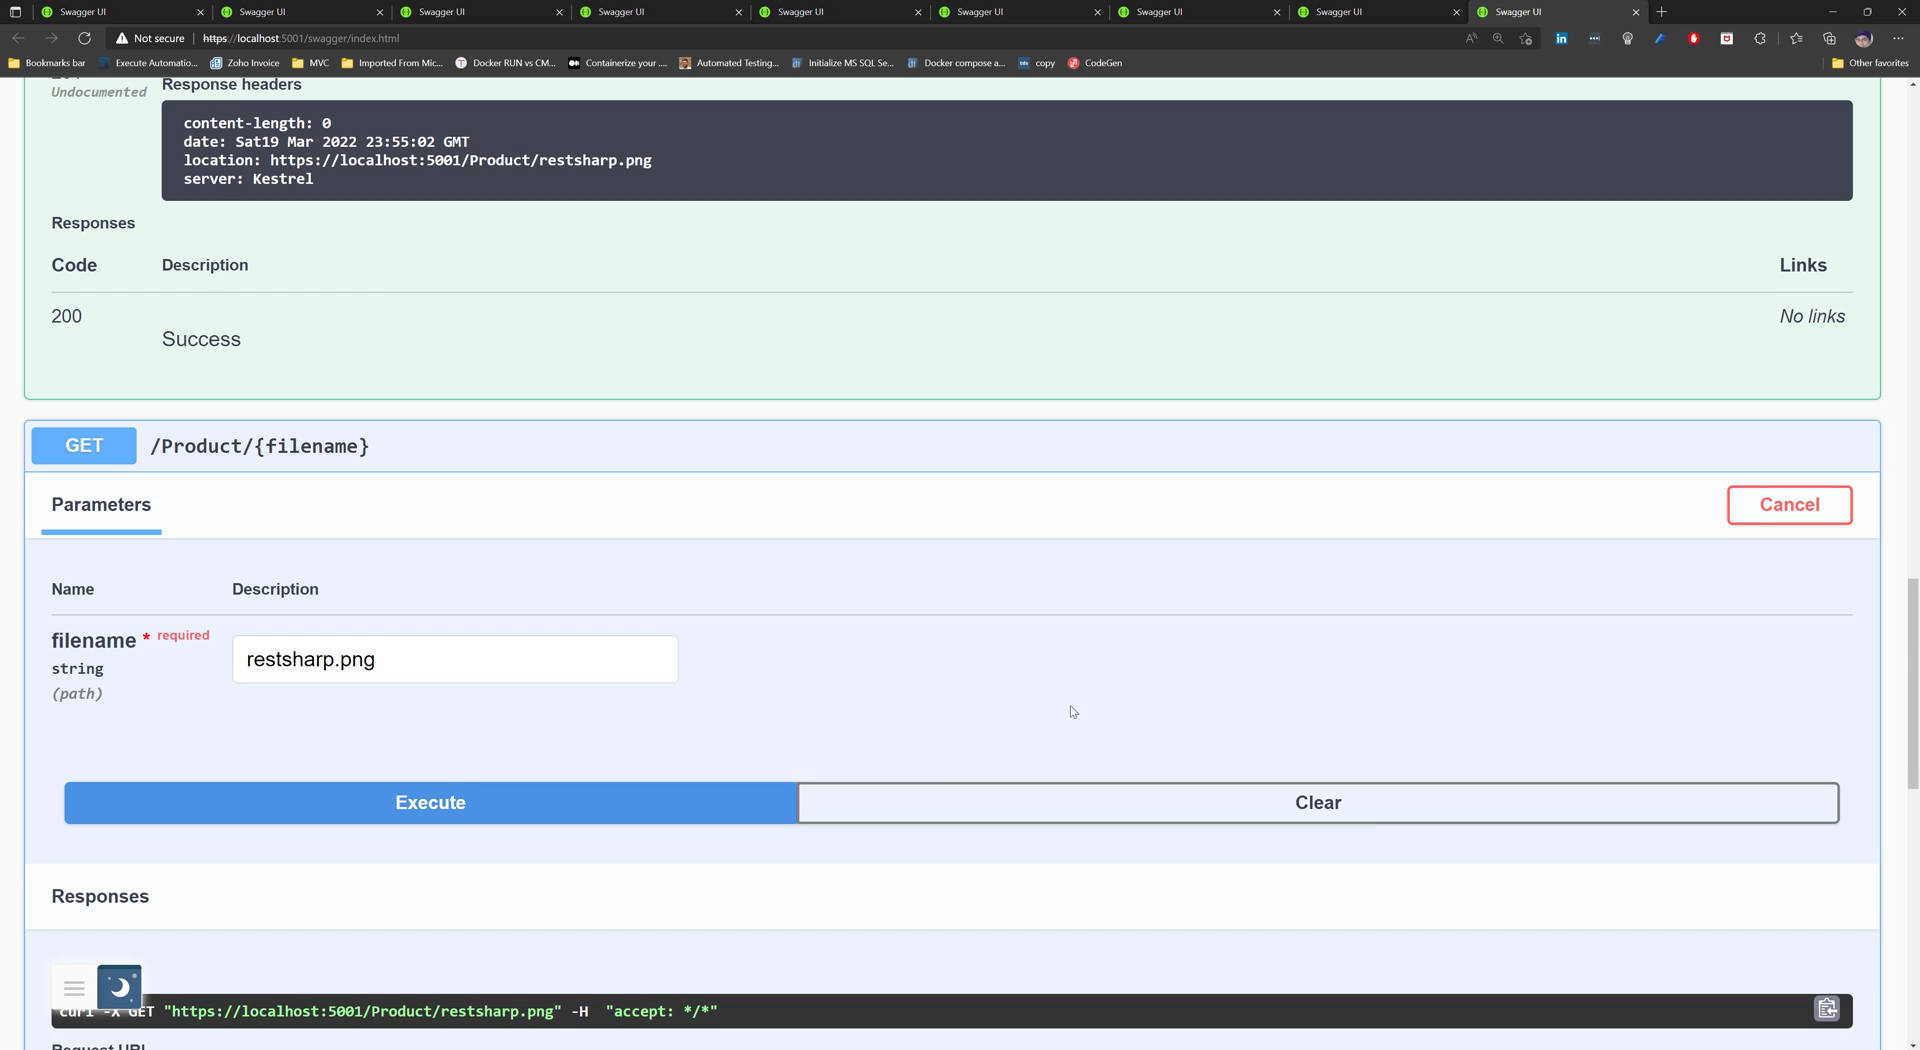 Swagger UI
Swagger UI
Swagger UI
Swagger UI
Swagger UI
Swagger UI
Swagger UI
Swagger UI
Swagger UI
Not secure
https://localhost:5001/swagger/index.html
Bookmarks bar
Execute Automatio...
Zoho Invoice
MVC
Imported From Mic...
Docker RUN vs CM...
Containerize your ....
Automated Testing...
Initialize MS SQL Se...
Docker compose a...
copy
CodeGen
Other favorites
Undocumented
Response headers
content-length: 0
date: Sat19 Mar 2022 23:55:02 GMT
location: https://localhost:5001/Product/restsharp.png
server: Kestrel
Responses
Code Description Links
200 No links
Success
GET /Product/{filename}
Parameters
Cancel
Name Description
filename * required
string
(path)
restsharp.png
Execute
Clear
Responses
curl -X GET "https://localhost:5001/Product/restsharp.png" -H "accept: */*"
Request URL